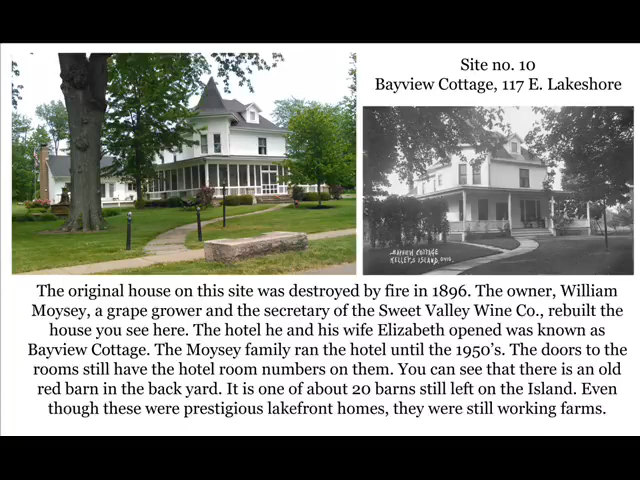 Site no. 10
Bayview Cottage, 117 E. Lakeshore
BAYVIEW COTTAGE
KELLEY'S ISLAND, OHIO.
The original house on this site was destroyed by fire in 1896. The owner, William
Moysey, a grape grower and the secretary of the Sweet Valley Wine Co., rebuilt the
house you see here. The hotel he and his wife Elizabeth opened was known as
Bayview Cottage. The Moysey family ran the hotel until the 1950's. The doors to the
rooms still have the hotel room numbers on them. You can see that there is an old
red barn in the back yard. It is one of about 20 barns still left on the Island. Even
though these were prestigious lakefront homes, they were still working farms.